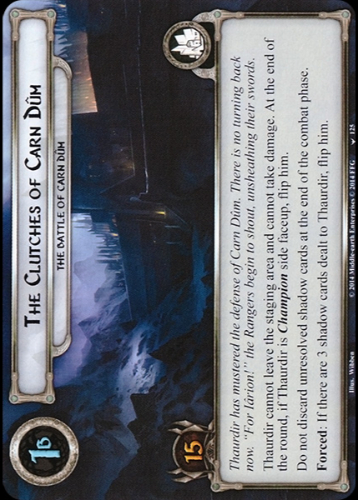 1B
THE CLUTCHES OF CARN DÛM
THE BATTLE OF CARN DÛM
15
Thaurdir has mustered the defense of Carn Dûm. There is no turning back
now. “For Iârion!” the Rangers begin to shout, unsheathing their swords.
Thaurdir cannot leave the staging area and cannot take damage. At the end
of the round, if Thaurdir is Champion side faceup, flip him.
Do not discard unresolved shadow cards at the end of the combat phase.
Forced: If there are 3 shadow cards dealt to Thaurdir, flip him.
Illus. Wibben © 2014 Middle-earth Enterprises © 2014 FFG 125